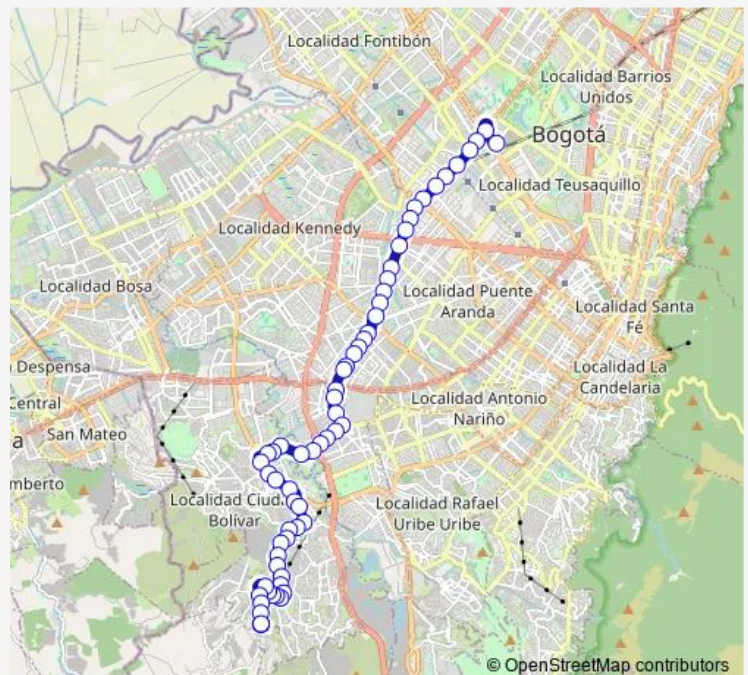 Localidad Fontibón
Localidad Barrios
Unidos
Bogotá
Localidad Teusaquillo
Localidad Kennedy
Localidad Bosa
Localidad Puente
Aranda
Localidad Santa
Fé
Despensa
Localidad La
Candelaria
Central
Localidad Antonio
Nariño
San Mateo
a
mberto
Localidad Ciud
Bolívar
Localidad Rafael
Uribe Uribe
© OpenStreetMap contributors